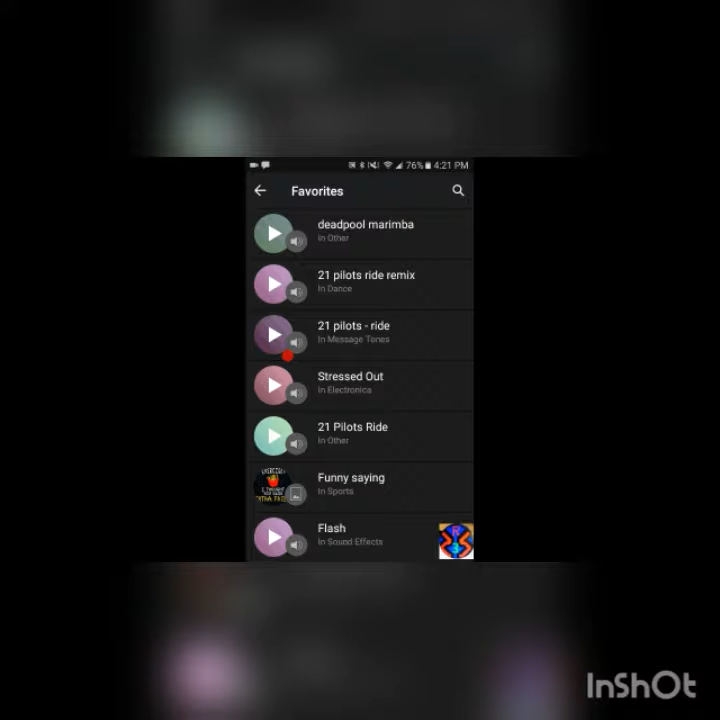 76% 4:21 PM
Favorites
deadpool marimba
In Other
21 pilots ride remix
In Dance
21 pilots - ride
In Message Tones
Stressed Out
In Electronica
21 Pilots Ride
In Other
Funny saying
In Sports
Flash
In Sound Effects
InShOt